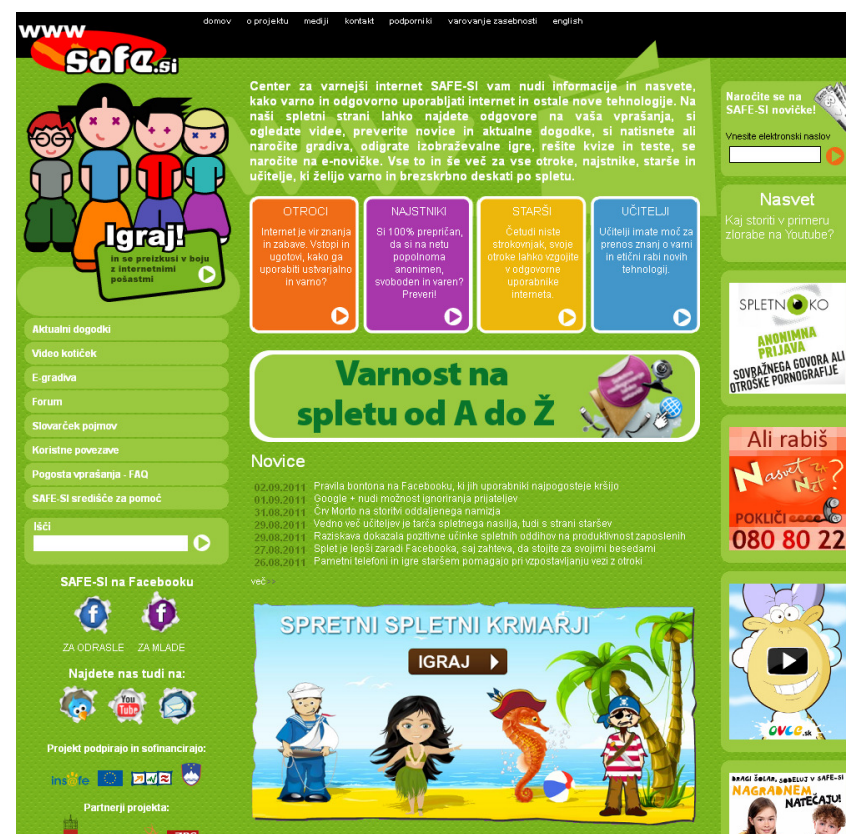 www
safe.si
domov o projektu mediji kontakt podporniki varovanje zasebnosti english
Igraj!
in se preizkusi v boju
z internetnimi
pošastmi
Aktualni dogodki
Video kotiček
E-gradiva
Forum
Slovarček pojmov
Koristne povezave
Pogosta vprašanja - FAQ
SAFE-SI središče za pomoč
Išči
SAFE-SI na Facebooku
ZA ODRASLE ZA MLADE
Najdete nas tudi na:
You
Tube
Projekt podpirajo in sofinancirajo:
insafe
Partnerji projekta:
Center za varnejši internet SAFE-SI vam nudi informacije in nasvete,
kako varno in odgovorno uporabljati internet in ostale nove tehnologije. Na
naši spletni strani lahko najdete odgovore na vaša vprašanja, si
ogledate videe, preverite novice in aktualne dogodke, si natisnete ali
naročite gradiva, odigrate izobraževalne igre, rešite kvize in teste, se
naročite na e-novičke. Vse to in še več za vse otroke, najstnike, starše in
učitelje, ki želijo varno in brezskrbno deskati po spletu.
OTROCI
Internet je vir znanja
in zabave. Vstopi in
ugotovi, kako ga
uporabiti ustvarjalno
in varno?
NAJSTNIKI
Si 100% prepričan,
da si na netu
popolnoma
anonimen,
svoboden in varen?
Preveri!
STARŠI
Četudi niste
strokovnjak, svoje
otroke lahko vzgojite
v odgovorne
uporabnike
interneta.
UČITELJI
Učitelji imate moč za
prenos znanj o varni
in etični rabi novih
tehnologij.
Varnost na
spletu od A do Ž
Novice
02.09.2011 Pravila bontona na Facebooku, ki jih uporabniki najpogosteje kršijo
01.09.2011 Google + nudi možnost ignoriranja prijateljev
31.08.2011 Črv Morto na storitvi oddaljenega namizja
29.08.2011 Vedno več učiteljev je tarča spletnega nasilja, tudi s strani staršev
29.08.2011 Raziskava dokazala pozitivne učinke spletnih oddihov na produktivnost zaposlenih
27.08.2011 Splet je lepši zaradi Facebooka, saj zahteva, da stojite za svojimi besedami
26.08.2011 Pametni telefoni in igre staršem pomagajo pri vzpostavljanju vezi z otroki
več>>
SPRETNI SPLETNI KRMARJI
IGRAJ
Naročite se na
SAFE-SI novičke!
Vnesite elektronski naslov
Nasvet
Kaj storiti v primeru
zlorabe na Youtube?
SPLETNO OKO
ANONIMNA
PRIJAVA
SOVRAŽNEGA GOVORA ALI
OTROŠKE PORNOGRAFIJE
Ali rabiš
Nasvet za
Net?
POKLIČI
080 80 22
OVCE.sk
DRAGI ŠOLAR, SODELUJ V SAFE-SI
NAGRADNEM
NATEČAJU!